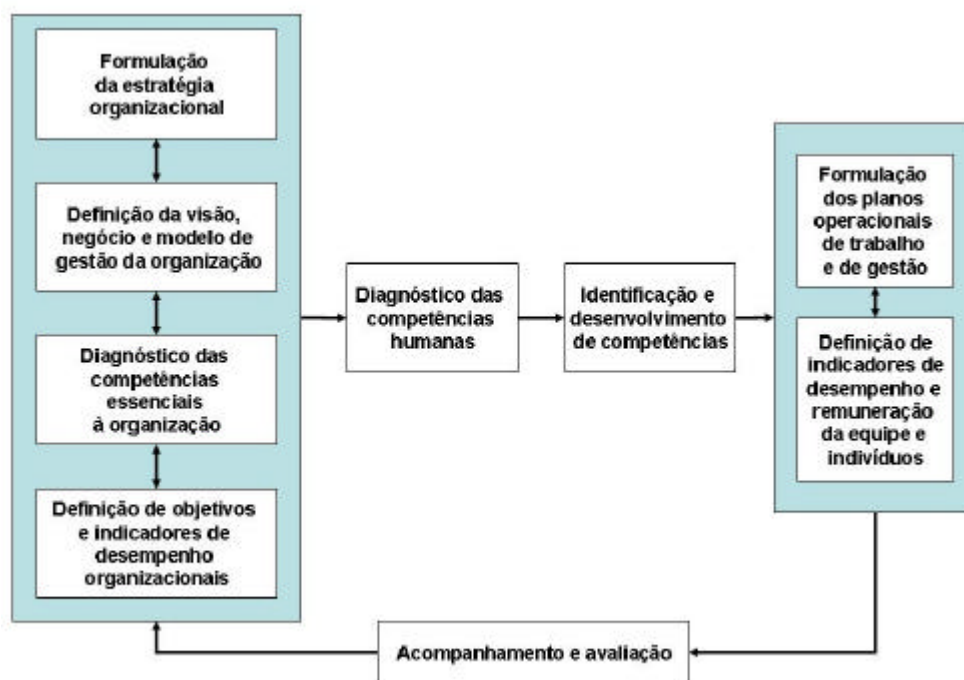 Formulação
da estratégia
organizacional
Definição da visão,
negócio e modelo de
gestão da organização
Diagnóstico das
competências
essenciais
à organização
Definição de objetivos
e indicadores de
desempenho
organizacionais
Diagnóstico das
competências
humanas
Identificação e
desenvolvimento
de competências
Formulação
dos planos
operacionais
de trabalho
e de gestão
Definição de
indicadores de
desempenho e
remuneração
da equipe e
indivíduos
Acompanhamento e avaliação